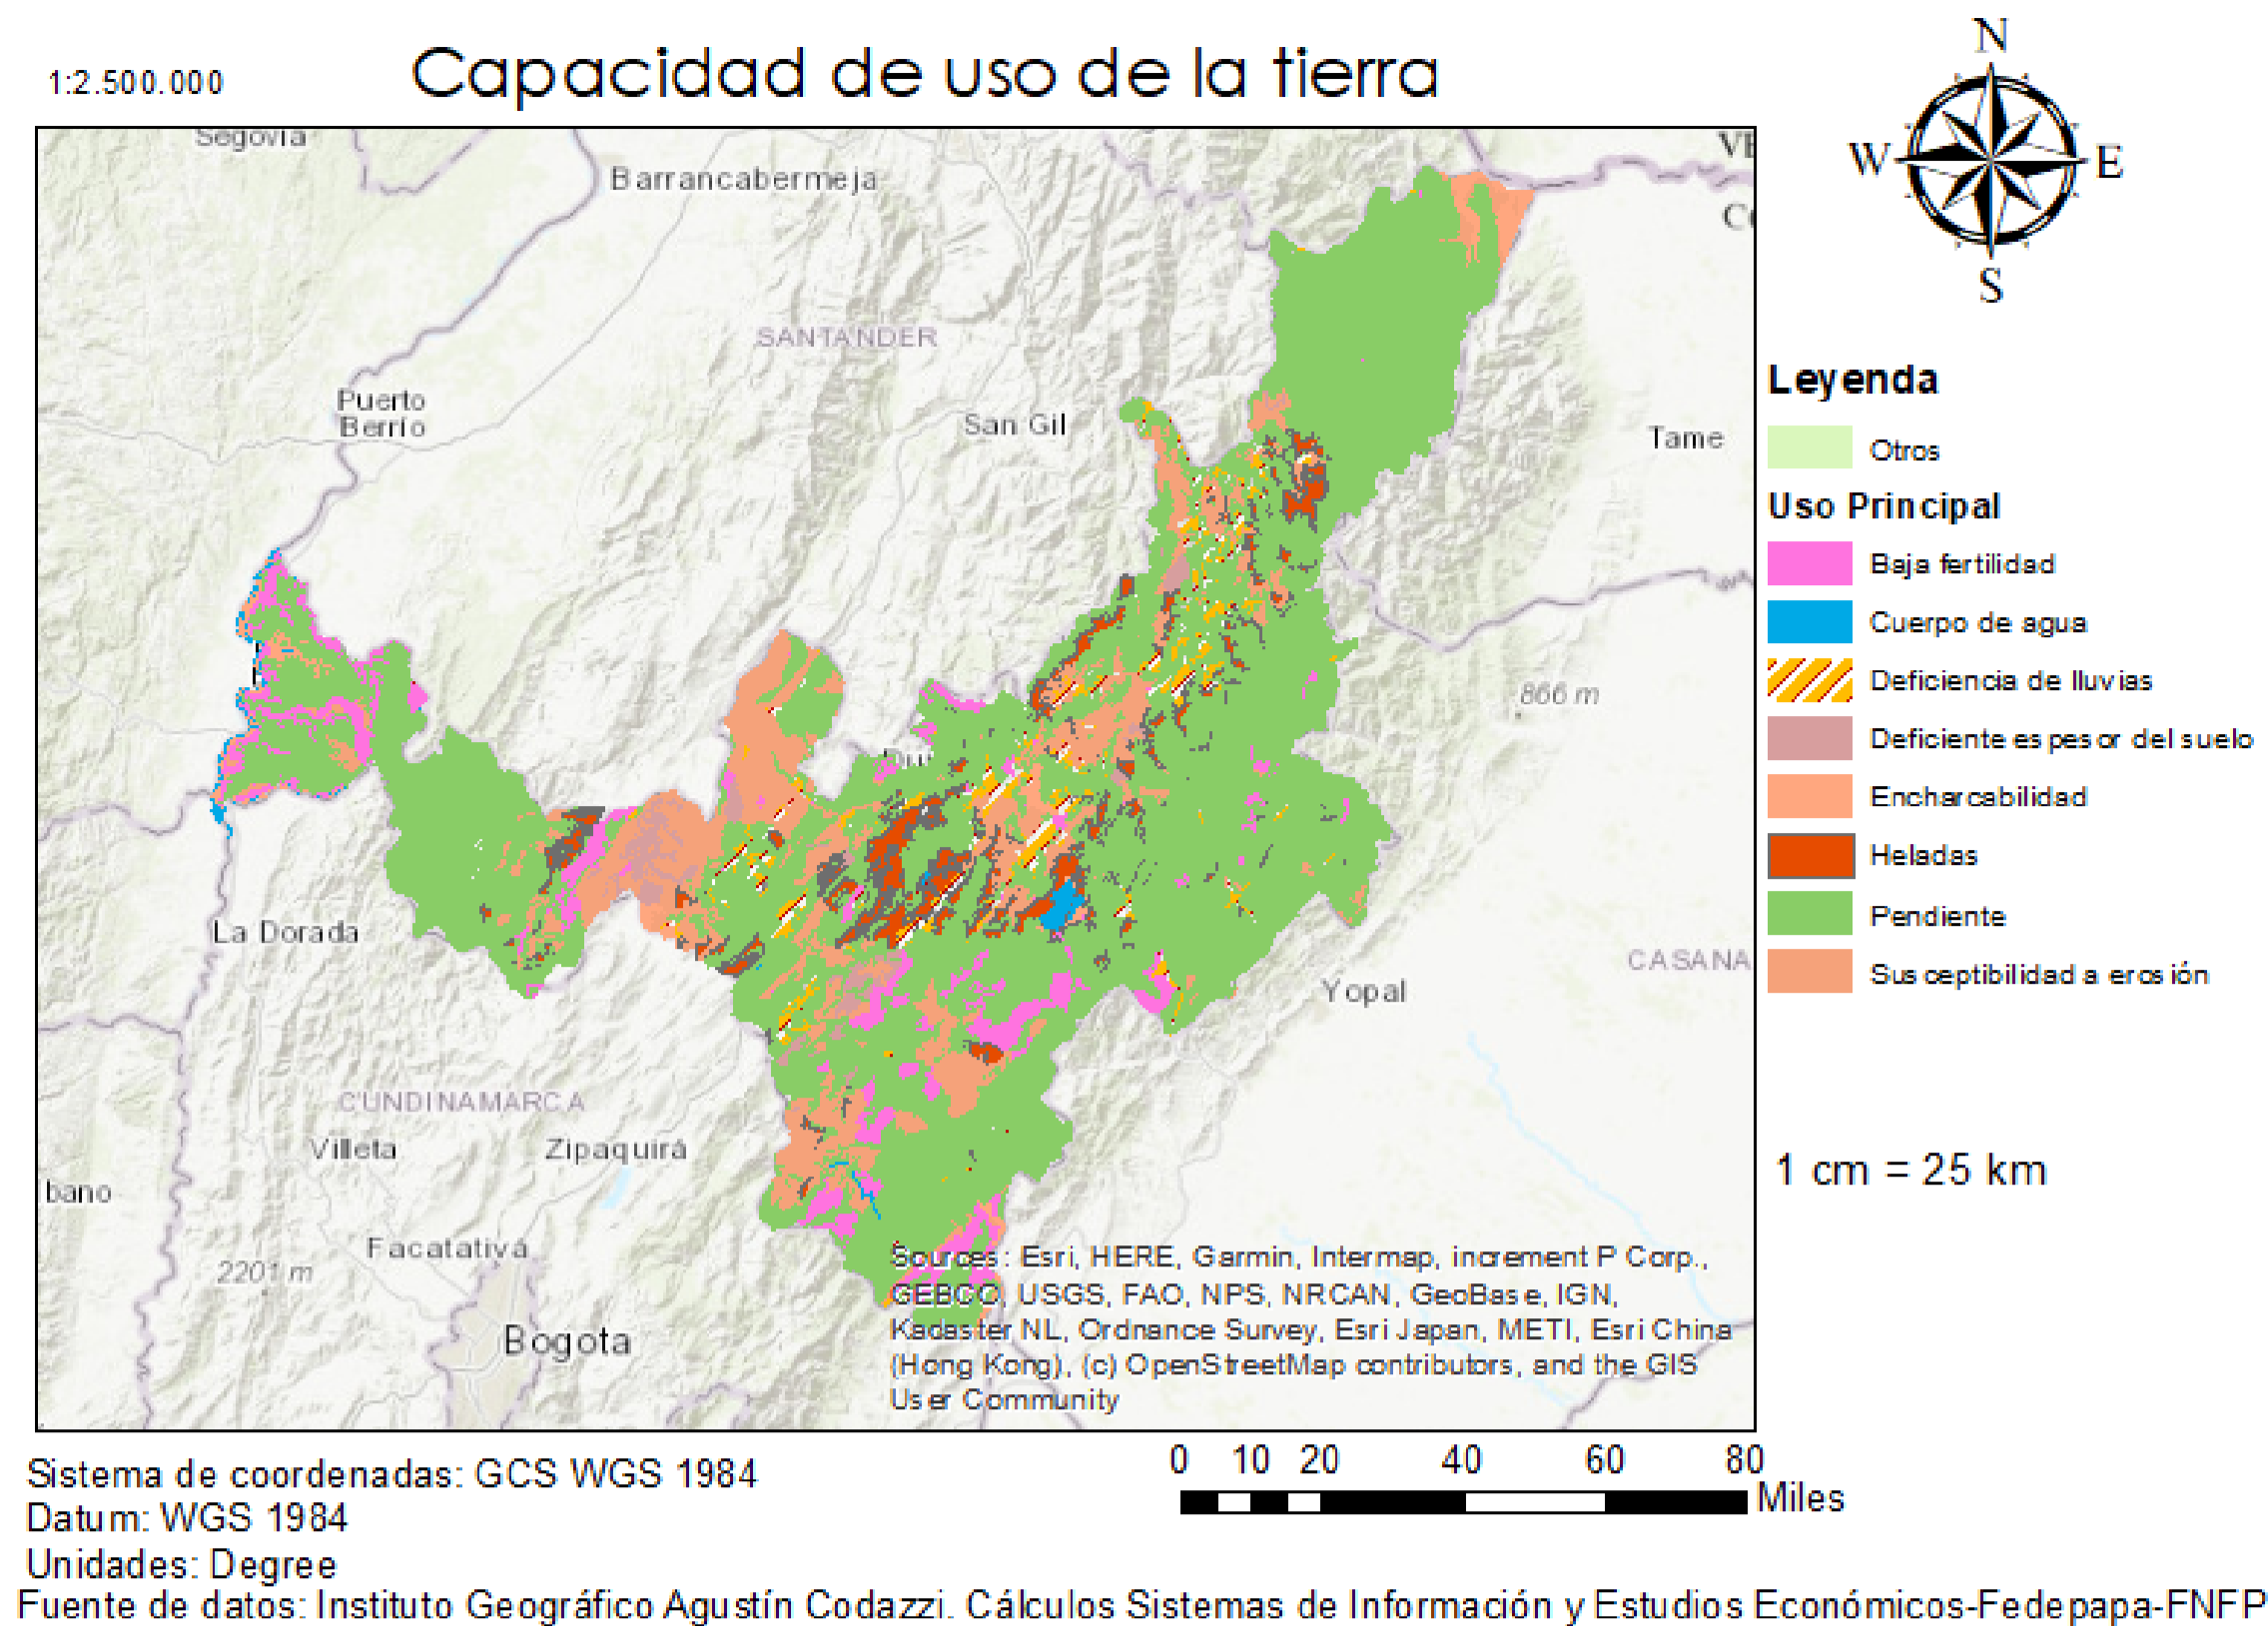 1:2.500.000
Capacidad de uso de la tierra
N
W
E
S
Segovia
Barrancabermeja
SANTANDER
Puerto
Berrío
San Gil
Tame
866 m
La Dorada
CASANA
Yopal
CUNDINAMARCA
Villeta
Zipaquirá
bano
Facatativá
2201 m
Bogota
Sources: Esri, HERE, Garmin, Intermap, increment P Corp.,
GEBCO, USGS, FAO, NPS, NRCAN, GeoBase, IGN,
Kadaster NL, Ordnance Survey, Esri Japan, METI, Esri China
(Hong Kong), (c) OpenStreetMap contributors, and the GIS
User Community
Leyenda
Otros
Uso Principal
Baja fertilidad
Cuerpo de agua
Deficiencia de lluvias
Deficiente espesor del suelo
Encharcabilidad
Heladas
Pendiente
Susceptibilidad a erosión
1 cm = 25 km
0 10 20 40 60 80
Miles
Sistema de coordenadas: GCS WGS 1984
Datum: WGS 1984
Unidades: Degree
Fuente de datos: Instituto Geográfico Agustín Codazzi. Cálculos Sistemas de Información y Estudios Económicos-Fedepapa-FNFP